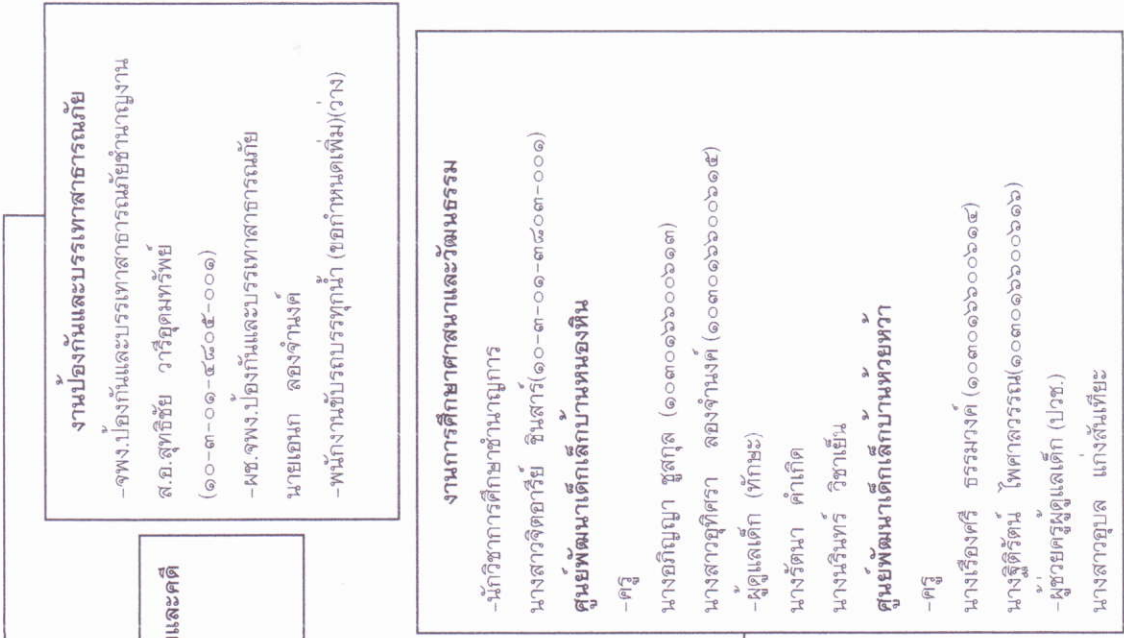 งานป้องกันและบรรเทาสาธารณภัย
-จพง.ป้องกันและบรรเทาสาธารณภัยชำนาญงาน
ส.อ.สุทธิชัย วารีอุดมทรัพย์
(๑๐-๓-๐๑-๔๘๐๕-๐๐๑)
-ผช.จพง.ป้องกันและบรรเทาสาธารณภัย
นายเอนก ลองจำนงค์
-พนักงานขับรถบรรทุกน้ำ (ขอกำหนดเพิ่ม)(ว่าง)
และคดี
งานการศึกษาศาสนาและวัฒนธรรม
-นักวิชาการศึกษาชำนาญการ
นางสาวจิตอารีย์ ชินสาร์(๑๐-๓-๐๑-๓๘๐๓-๐๐๑)
ศูนย์พัฒนาเด็กเล็กบ้านหนองหิน
-ครู
นางอภิญญา ชูสกุล (๑๐๓๐๑๖๖๐๐๖๑๓)
นางสาวอุทิศรา ลองจำนงค์ (๑๐๓๐๑๖๖๐๐๖๑๕)
-ผู้ดูแลเด็ก (ทักษะ)
นางรัตนา คำเกิด
นางนรินทร์ วิชาเย็น
ศูนย์พัฒนาเด็กเล็กบ้านห้วยหวา
-ครู
นางเรืองศรี ธรรมวงค์ (๑๐๓๐๑๖๖๐๐๖๑๔)
นางฐิติรัตน์ ไพศาลวรรณ(๑๐๓๐๑๖๖๐๐๖๑๖)
-ผู้ช่วยครูผู้ดูแลเด็ก (ปวช.)
นางสาวอุบล แก่งสันเทียะ